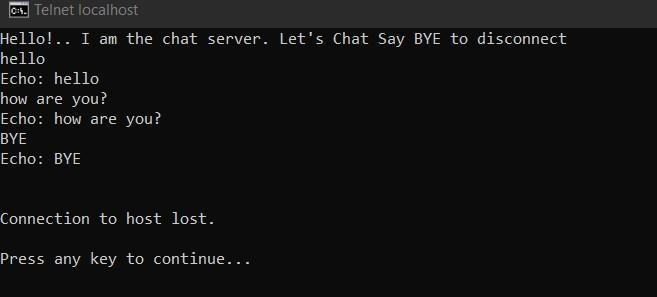 Telnet localhost
Hello!.. I am the chat server. Let's Chat Say BYE to disconnect
hello
Echo: hello
how are you?
Echo: how are you?
BYE
Echo: BYE
Connection to host lost.
Press any key to continue...